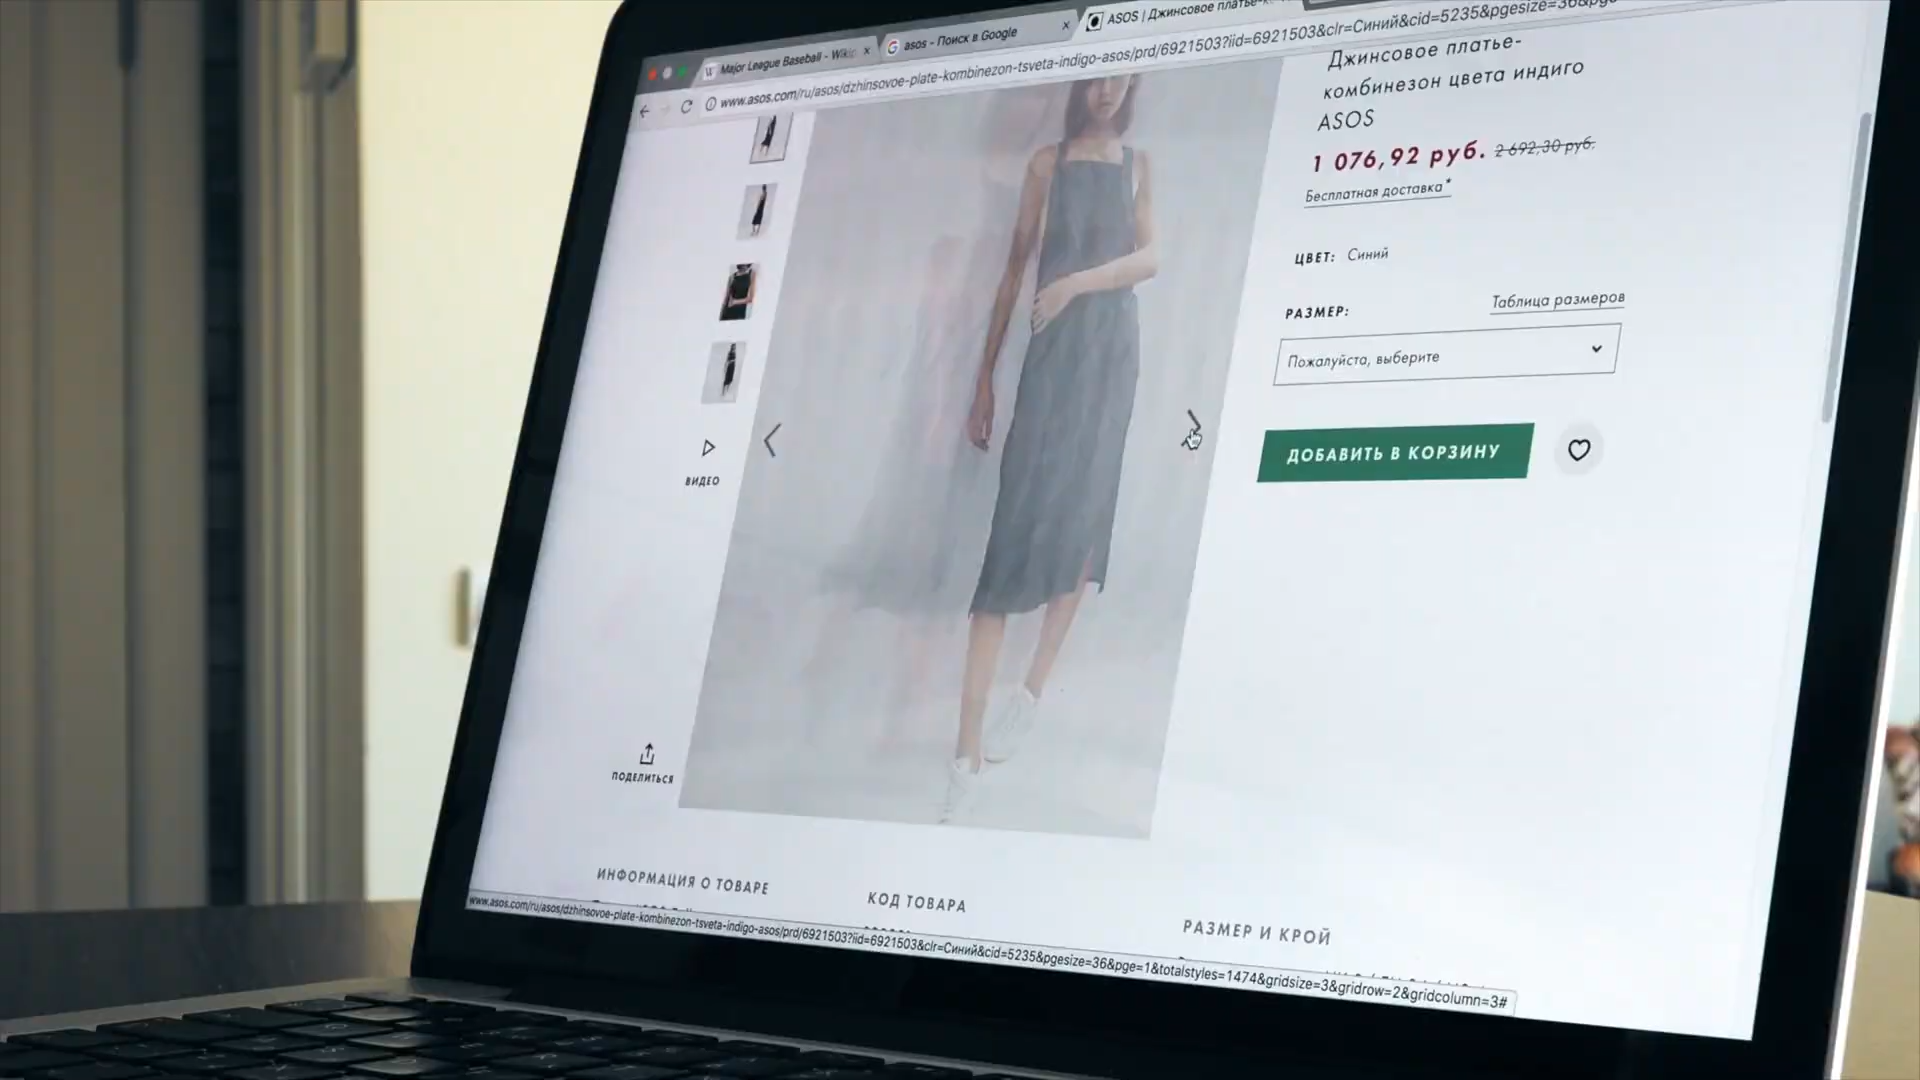 Major League Baseball - Wikip
asos - Поиск в Google
ASOS | Джинсовое платье-к
www.asos.com/ru/asos/dzhinsovoe-plate-kombinezon-tsveta-indigo-asos/prd/6921503?iid=6921503&clr=Синий&cid=5235&pgesize=36&pge
Джинсовое платье-
комбинезон цвета индиго
ASOS
1 076,92 руб. 2 692,30 руб.
Бесплатная доставка*
ЦВЕТ: Синий
РАЗМЕР: Таблица размеров
Пожалуйста, выберите
ДОБАВИТЬ В КОРЗИНУ
ВИДЕО
ПОДЕЛИТЬСЯ
ИНФОРМАЦИЯ О ТОВАРЕ
КОД ТОВАРА
РАЗМЕР И КРОЙ
www.asos.com/ru/asos/dzhinsovoe-plate-kombinezon-tsveta-indigo-asos/prd/6921503?iid=6921503&clr=Синий&cid=5235&pgesize=36&pge=1&totalstyles=1474&gridsize=3&gridrow=2&gridcolumn=3#